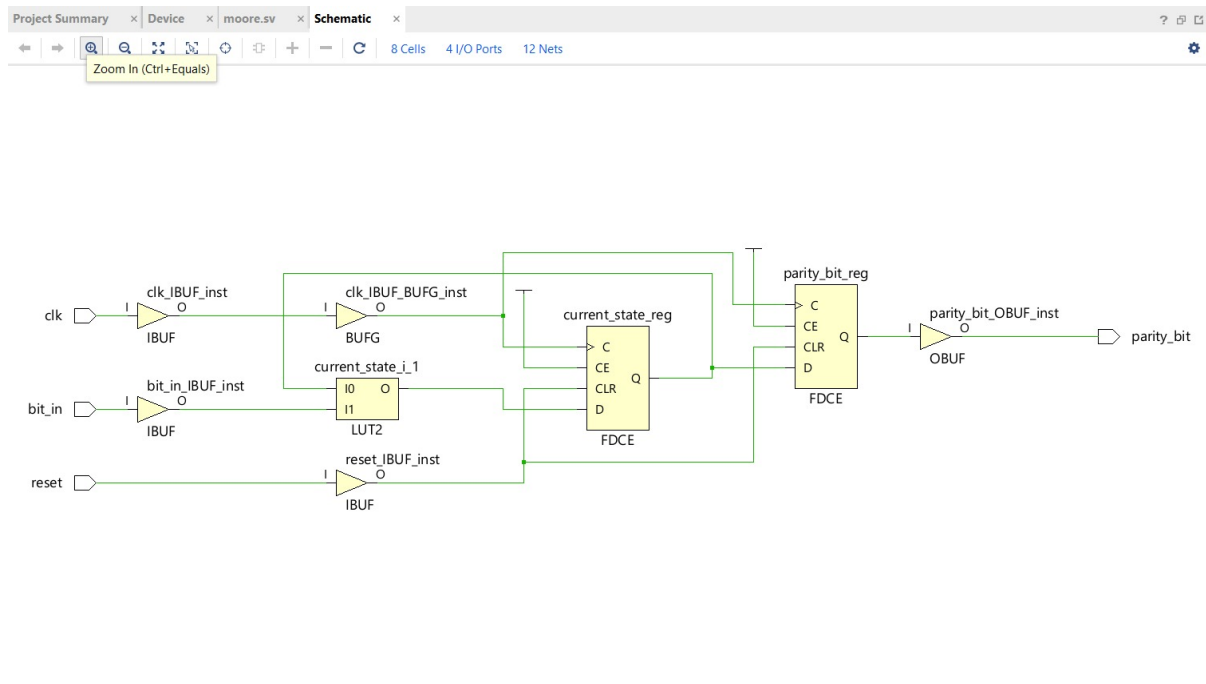 Project Summary × Device × moore.sv × Schematic × ?
8 Cells 4 I/O Ports 12 Nets
Zoom In (Ctrl+Equals)
parity_bit_reg
clk_IBUF_inst clk_IBUF_BUFG_inst
I O I O C
clk current_state_reg CE parity_bit_OBUF_inst
IBUF BUFG CLR Q I O parity_bit
C D OBUF
current_state_i_1 CE FDCE
bit_in_IBUF_inst I0 O CLR Q
I O
bit_in I1 D
IBUF LUT2 FDCE
reset_IBUF_inst
I O
reset
IBUF